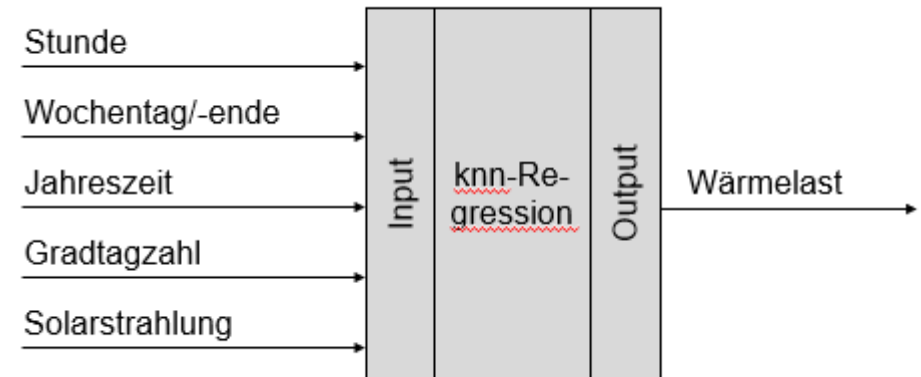 Stunde
Wochentag/-ende
Jahreszeit
Gradtagzahl
Solarstrahlung
Input
knn-Re-
gression
Output
Wärmelast